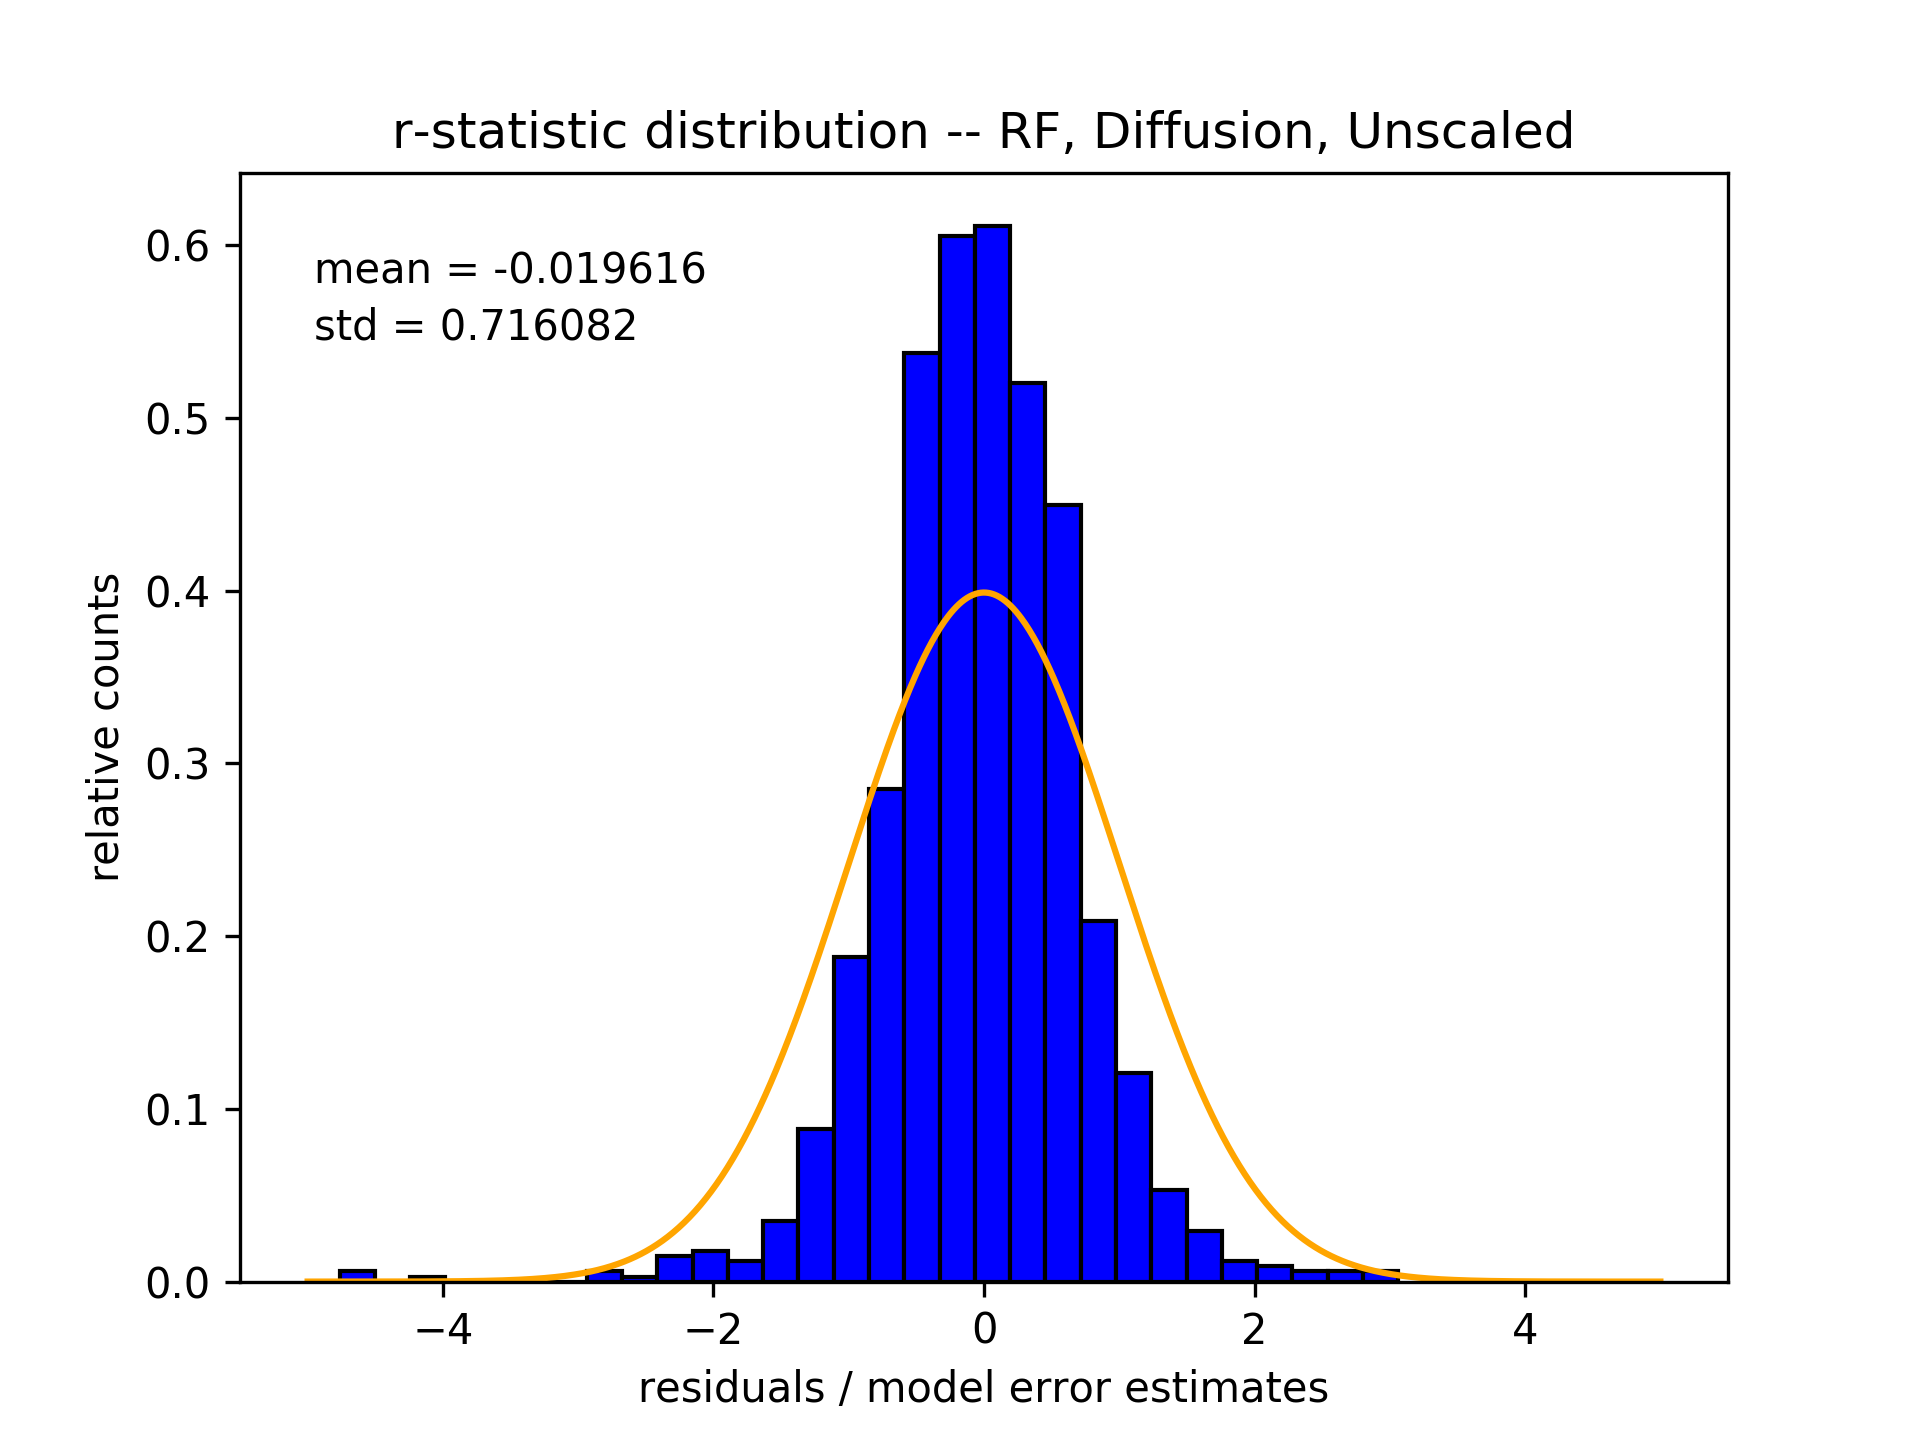 r-statistic distribution -- RF, Diffusion, Unscaled
mean = -0.019616
std = 0.716082
relative counts
0.6
0.5
0.4
0.3
0.2
0.1
0.0
−4 −2 0 2 4
residuals / model error estimates